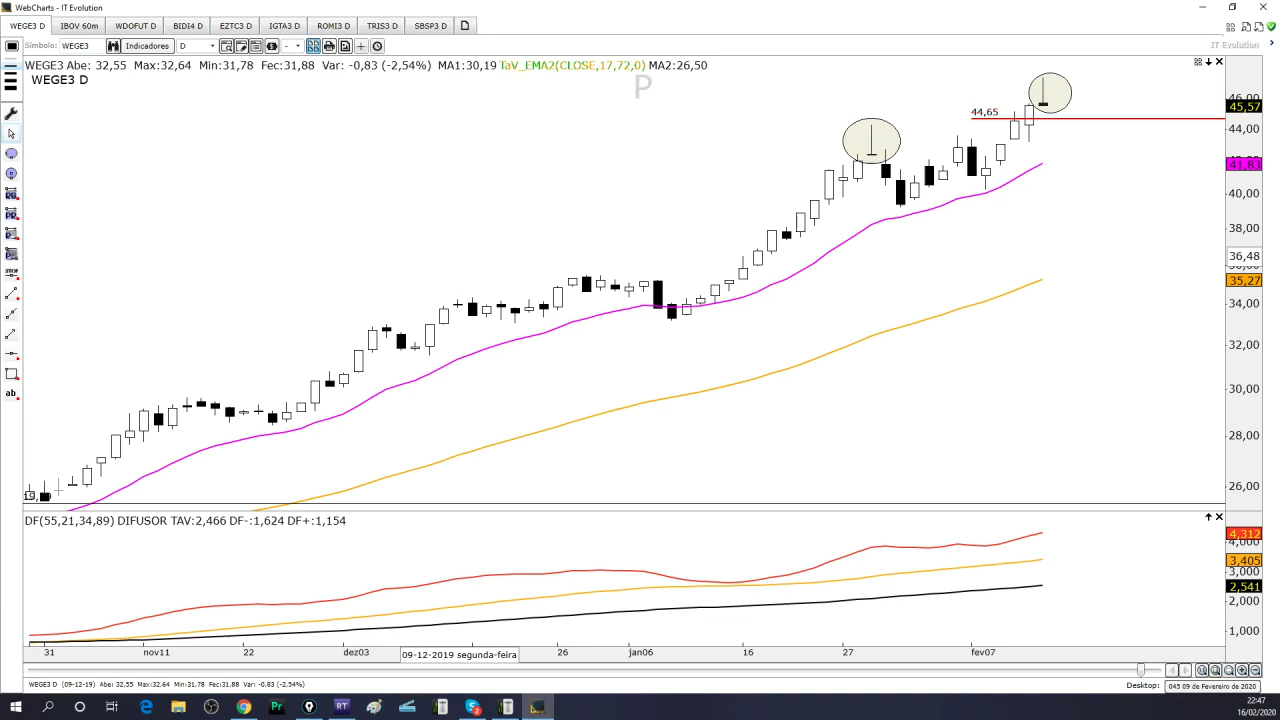 WebCharts - IT Evolution
WEGE3 D
IBOV 60m
WDOFUT D
BIDI4 D
EZTC3 D
IGTA3 D
ROMI3 D
TRIS3 D
SBSP3 D
Símbolo: WEGE3 Indicadores D
IT Evolution
WEGE3 Abe: 32,55 Max:32,64 Min:31,78 Fec:31,88 Var: -0,83 (-2,54%) MA1:30,19 TaV_EMA2(CLOSE,17,72,0) MA2:26,50
WEGE3 D
P
44,65
46,00
45,57
44,00
41,83
40,00
38,00
36,48
35,27
34,00
32,00
30,00
28,00
26,00
ab
DF(55,21,34,89) DIFUSOR TAV:2,466 DF-:1,624 DF+:1,154
4,312
4,000
3,405
3,000
2,541
2,000
1,000
31 nov11 22 dez03 09-12-2019 segunda-feira 26 jan06 16 27 fev07
WEGE3 D (09-12-19) Abe: 32,55 Max:32,64 Min:31,78 Fec:31,88 Var: -0,83 (-2,54%)
Desktop: 045 09 de Fevereiro de 2020
Pr
RT
22:47
16/02/2020